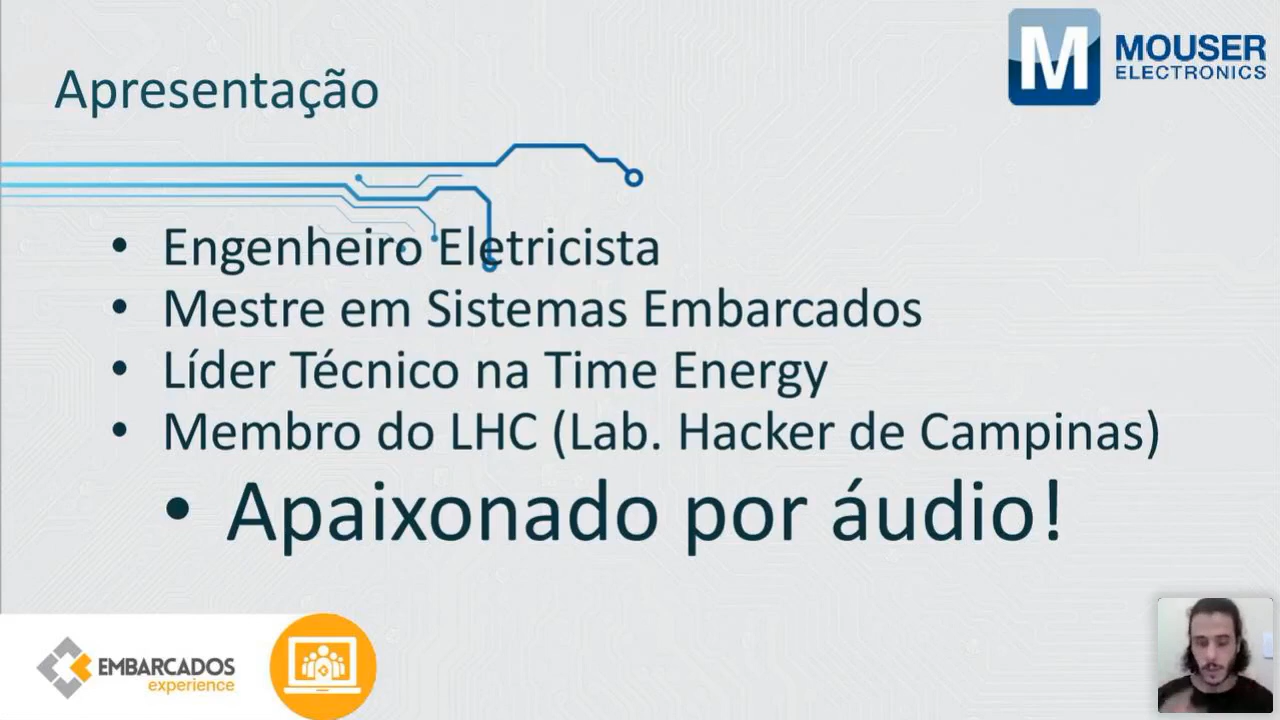 Apresentação
M MOUSER
ELECTRONICS
• Engenheiro Eletricista
• Mestre em Sistemas Embarcados
• Líder Técnico na Time Energy
• Membro do LHC (Lab. Hacker de Campinas)
• Apaixonado por áudio!
EMBARCADOS
experience